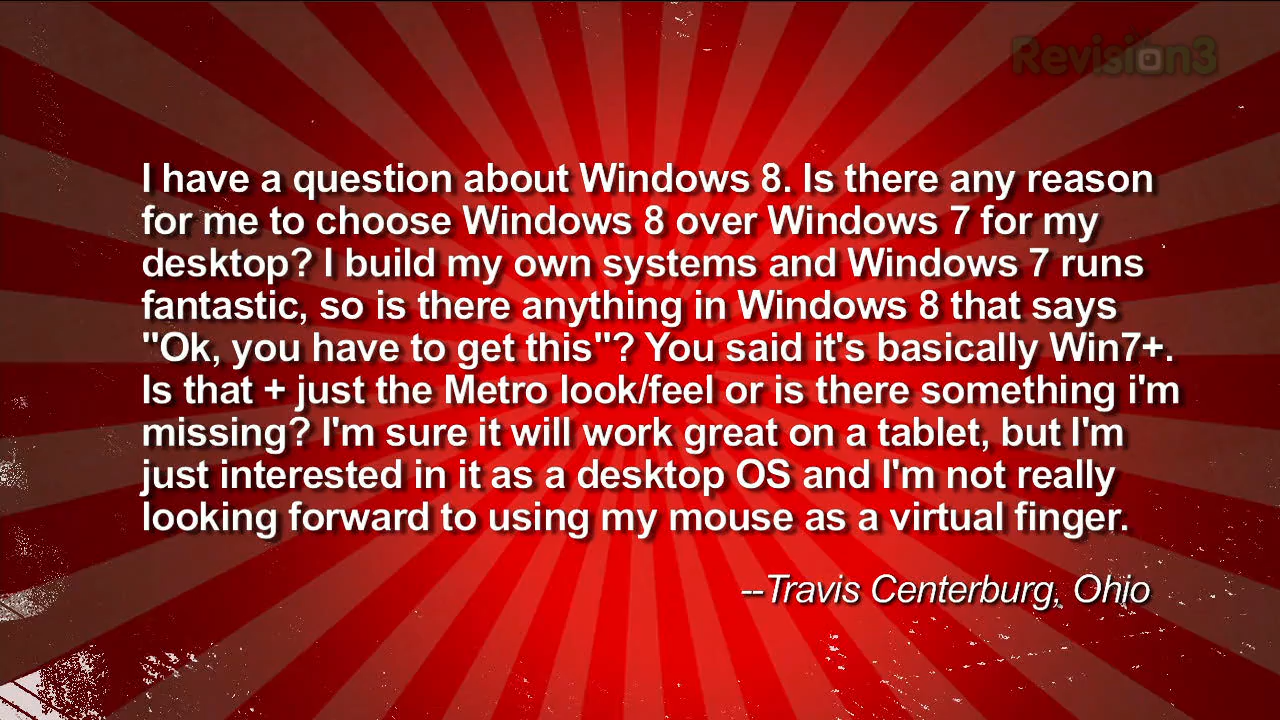 Revision3
I have a question about Windows 8. Is there any reason
for me to choose Windows 8 over Windows 7 for my
desktop? I build my own systems and Windows 7 runs
fantastic, so is there anything in Windows 8 that says
"Ok, you have to get this"? You said it's basically Win7+.
Is that + just the Metro look/feel or is there something i'm
missing? I'm sure it will work great on a tablet, but I'm
just interested in it as a desktop OS and I'm not really
looking forward to using my mouse as a virtual finger.
--Travis Centerburg, Ohio